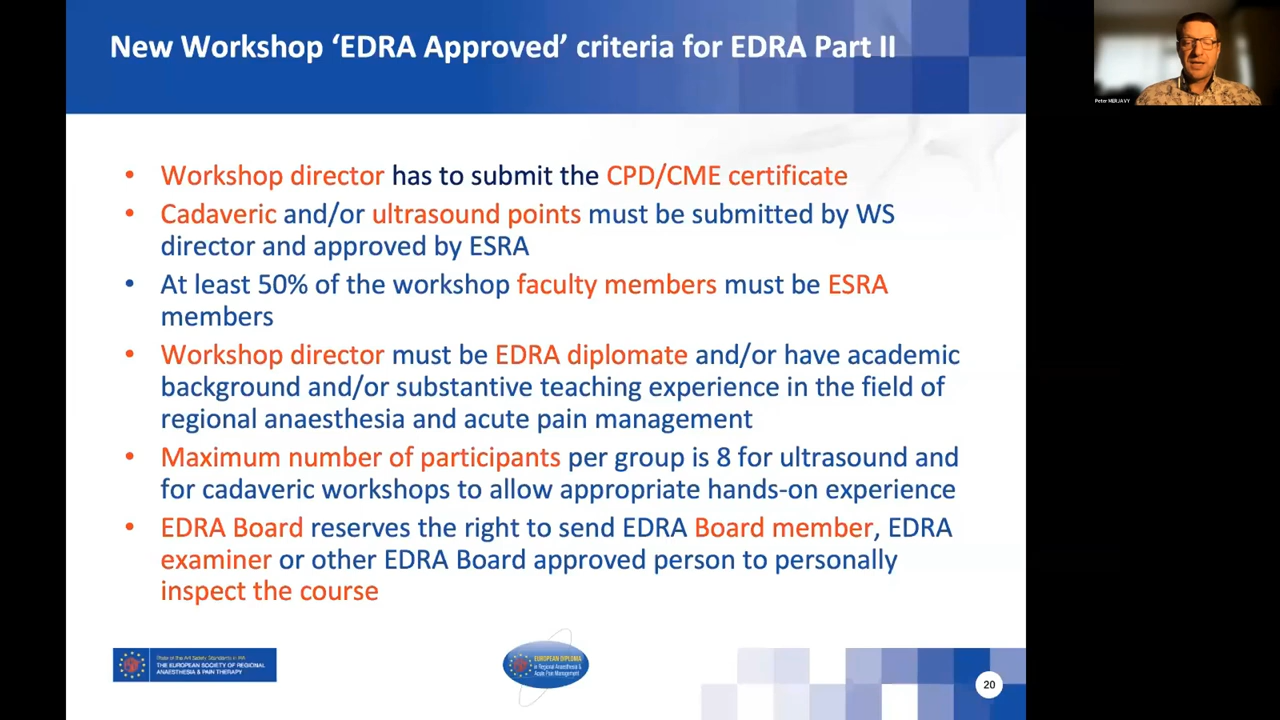 New Workshop ‘EDRA Approved’ criteria for EDRA Part II
Peter MERJAVY
• Workshop director has to submit the CPD/CME certificate
• Cadaveric and/or ultrasound points must be submitted by WS
director and approved by ESRA
• At least 50% of the workshop faculty members must be ESRA
members
• Workshop director must be EDRA diplomate and/or have academic
background and/or substantive teaching experience in the field of
regional anaesthesia and acute pain management
• Maximum number of participants per group is 8 for ultrasound and
for cadaveric workshops to allow appropriate hands-on experience
• EDRA Board reserves the right to send EDRA Board member, EDRA
examiner or other EDRA Board approved person to personally
inspect the course
THE EUROPEAN SOCIETY OF REGIONAL
ANAESTHESIA & PAIN THERAPY
EUROPEAN DIPLOMA
in Regional Anaesthesia &
Acute Pain Management
20